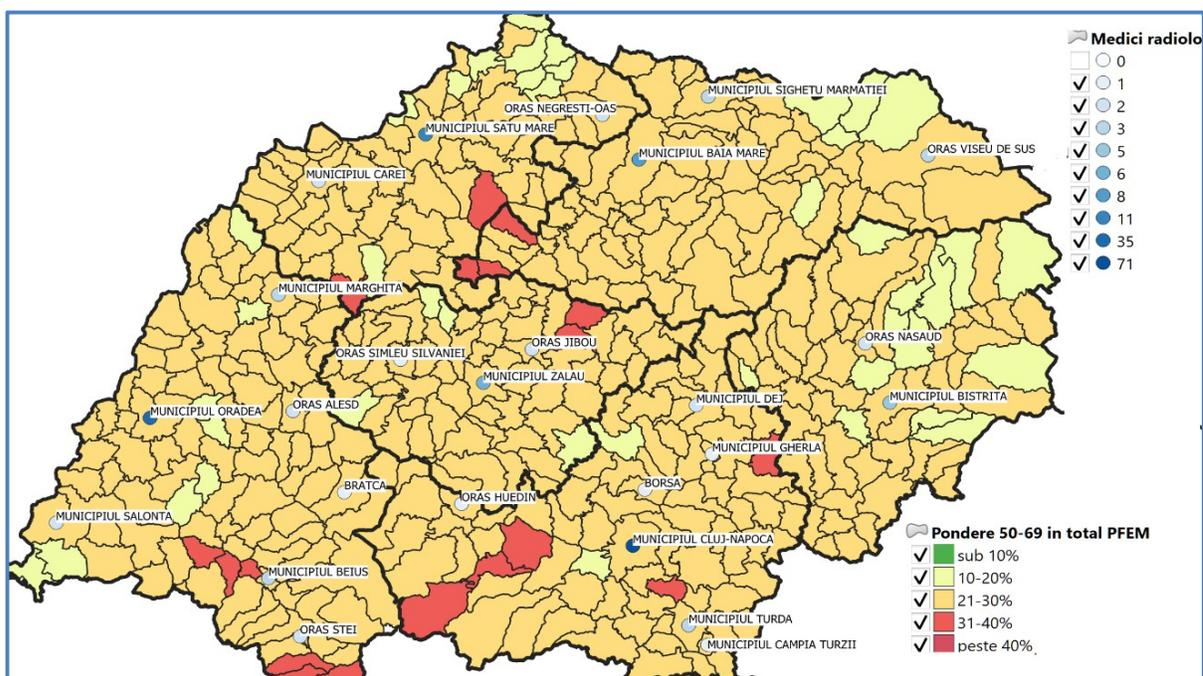 Medici radiolo
0
1
2
3
5
6
8
11
35
71
MUNICIPIUL SIGHETU MARMATIEI
ORAS NEGRESTI-OAS
MUNICIPIUL SATU MARE
ORAS VISEU DE SUS
MUNICIPIUL BAIA MARE
MUNICIPIUL CAREI
MUNICIPIUL MARGHITA
ORAS NASAUD
ORAS JIBOU
ORAS SIMLEU SILVANIEI
MUNICIPIUL ZALAU
MUNICIPIUL BISTRITA
MUNICIPIUL DEJ
ORAS ALESD
MUNICIPIUL ORADEA
MUNICIPIUL GHERLA
BRATCA
BORSA
ORAS HUEDIN
MUNICIPIUL SALONTA
MUNICIPIUL CLUJ-NAPOCA
MUNICIPIUL BEIUS
MUNICIPIUL TURDA
ORAS STEI
MUNICIPIUL CAMPIA TURZII
Pondere 50-69 in total PFEM
sub 10%
10-20%
21-30%
31-40%
peste 40%